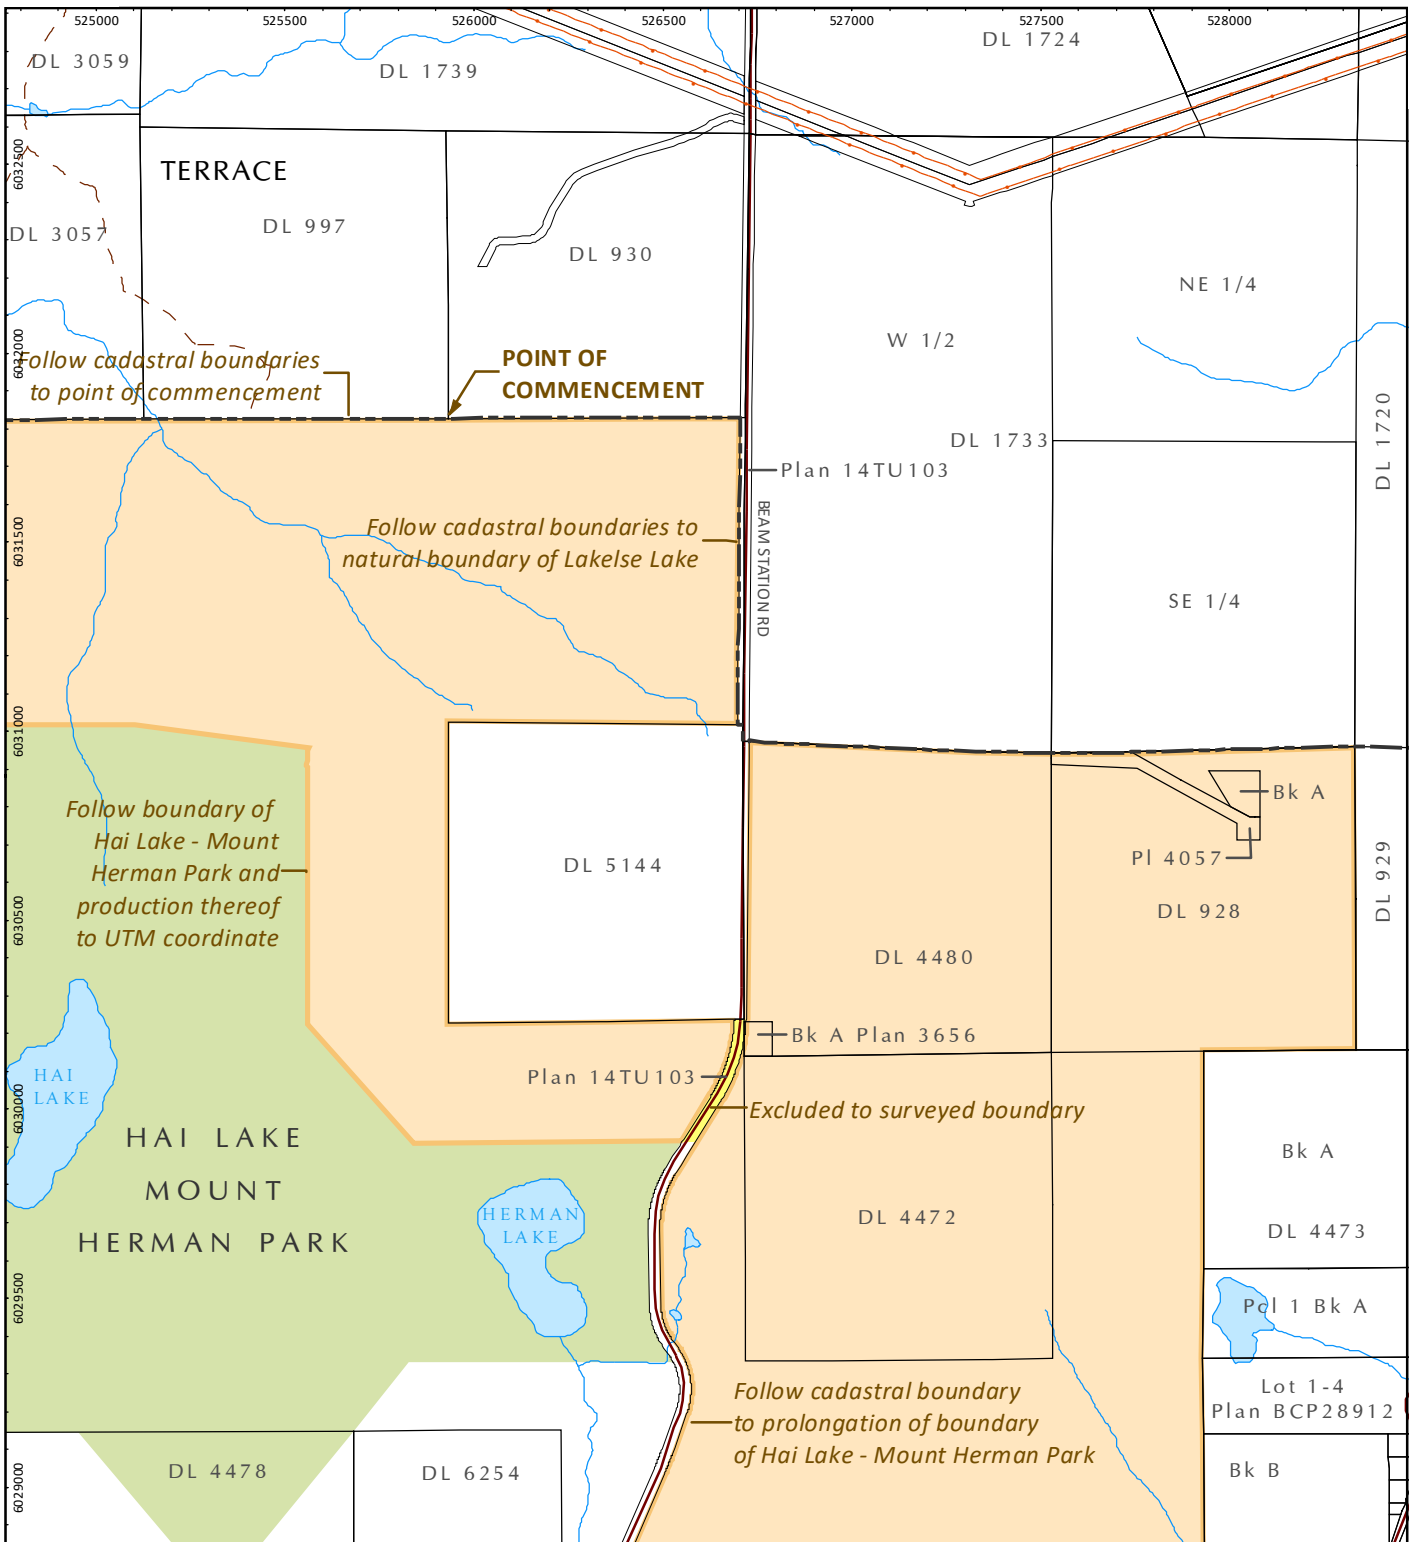 525000
525500
526000
526500
527000
527500
528000
DL 3059
DL 1739
DL 1724
6032500
TERRACE
DL 3057
DL 997
DL 930
NE 1/4
W 1/2
6032000
Follow cadastral boundaries
to point of commencement
POINT OF
COMMENCEMENT
DL 1720
DL 1733
Plan 14TU103
6031500
Follow cadastral boundaries to
natural boundary of Lakelse Lake
BEAM STATION RD
SE 1/4
6031000
Follow boundary of
Hai Lake - Mount
Herman Park and
production thereof
to UTM coordinate
DL 5144
Bk A
Pl 4057
DL 929
DL 928
6030500
DL 4480
Bk A Plan 3656
HAI
LAKE
Plan 14TU103
Excluded to surveyed boundary
6030000
HAI LAKE
MOUNT
HERMAN PARK
HERMAN
LAKE
DL 4472
Bk A
DL 4473
6029500
Pcl 1 Bk A
Follow cadastral boundary
to prolongation of boundary
of Hai Lake - Mount Herman Park
Lot 1-4
Plan BCP28912
6029000
DL 4478
DL 6254
Bk B